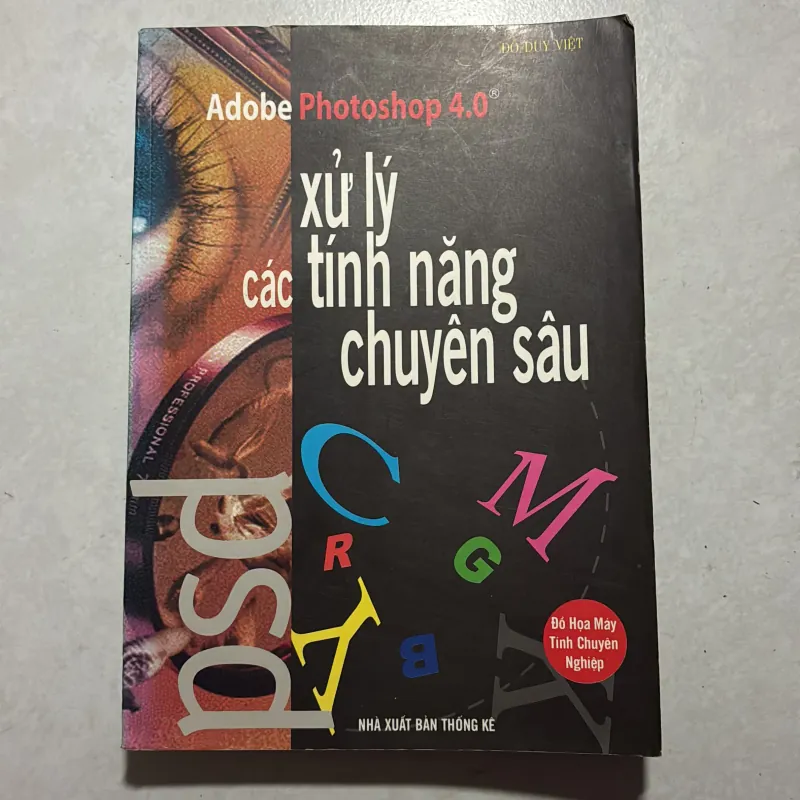 ĐỖ DUY VIỆT
Adobe Photoshop 4.0®
xử lý
các tính năng
chuyên sâu
PROFESSIONAL
psd
C
M
R
G
Y
B
K
Đồ Họa Máy
Tính Chuyên
Nghiệp
NHÀ XUẤT BẢN THỐNG KÊ